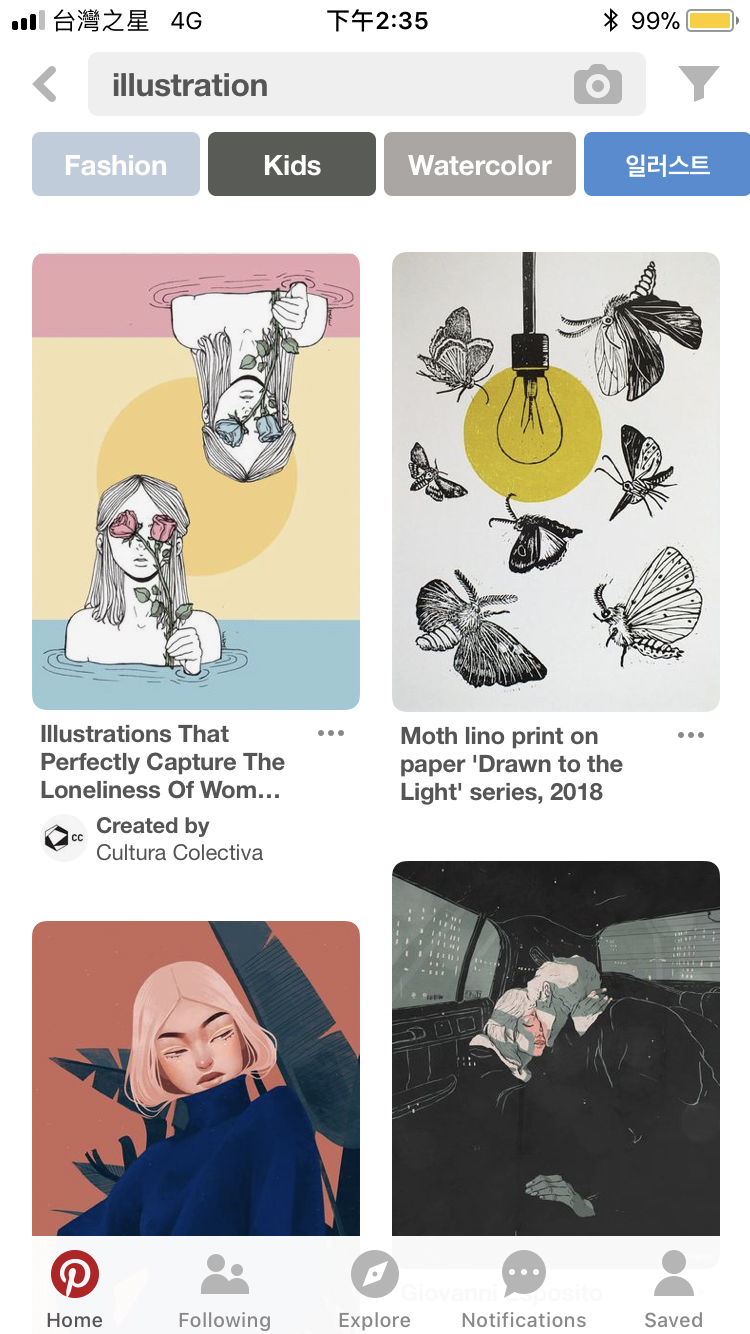 台灣之星 4G 下午2:35 99%
illustration
Fashion Kids Watercolor 일러스트
Illustrations That
Perfectly Capture The
Loneliness Of Wom...
CC
Created by
Cultura Colectiva
Moth lino print on
paper 'Drawn to the
Light' series, 2018
Giovanni Esposito
Home Following Explore Notifications Saved